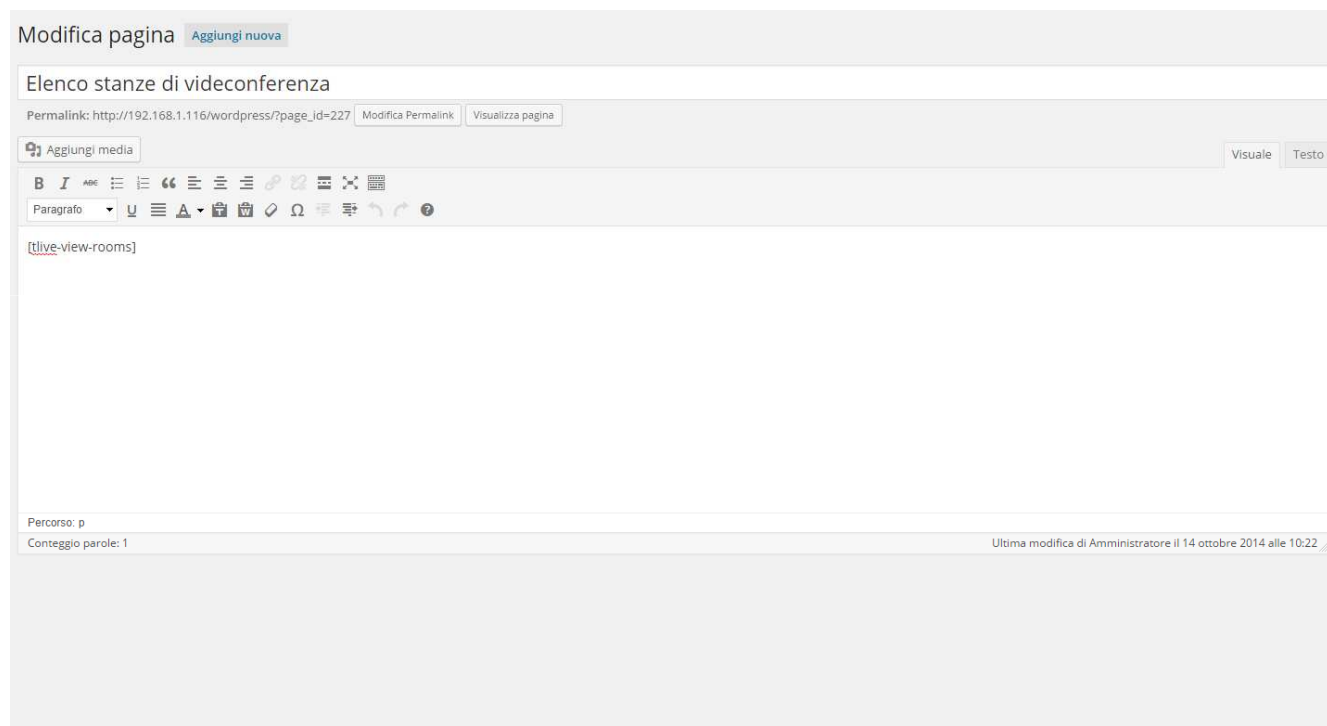 Modifica pagina Aggiungi nuova
Elenco stanze di videconferenza
Permalink: http://192.168.1.116/wordpress/?page_id=227 Modifica Permalink Visualizza pagina
Aggiungi media
Visuale Testo
B I ABC
Paragrafo U A T W Ω ?
[tlive-view-rooms]
Percorso: p
Conteggio parole: 1 Ultima modifica di Amministratore il 14 ottobre 2014 alle 10:22